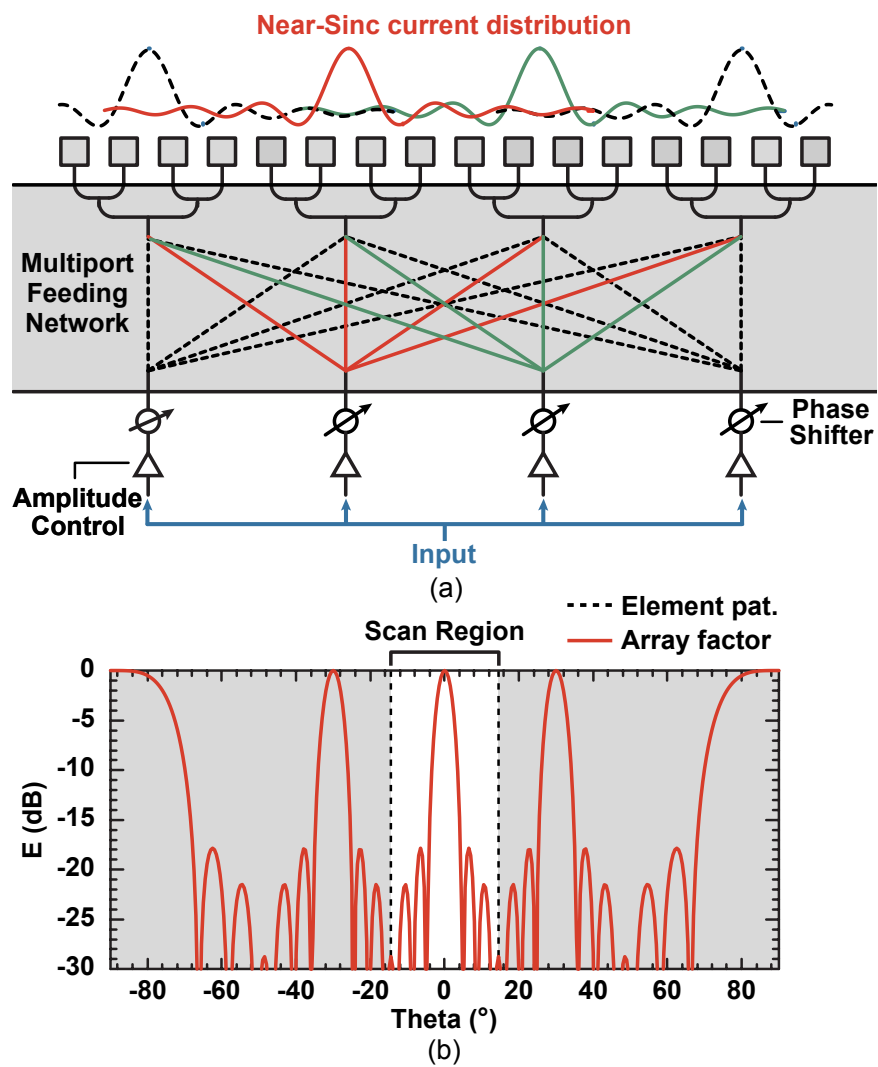 Near-Sinc current distribution
Multiport
Feeding
Network
Phase
Shifter
Amplitude
Control
Input
(a)
Element pat.
Scan Region
Array factor
0
-5
-10
-15
-20
-25
-30
E (dB)
-80 -60 -40 -20 0 20 40 60 80
Theta (°)
(b)